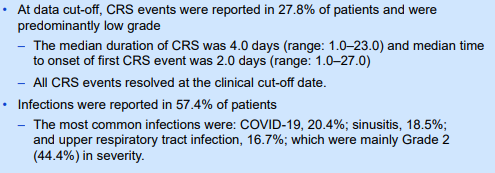 • At data cut-off, CRS events were reported in 27.8% of patients and were
predominantly low grade
– The median duration of CRS was 4.0 days (range: 1.0–23.0) and median time
to onset of first CRS event was 2.0 days (range: 1.0–27.0)
– All CRS events resolved at the clinical cut-off date.
• Infections were reported in 57.4% of patients
– The most common infections were: COVID-19, 20.4%; sinusitis, 18.5%;
and upper respiratory tract infection, 16.7%; which were mainly Grade 2
(44.4%) in severity.